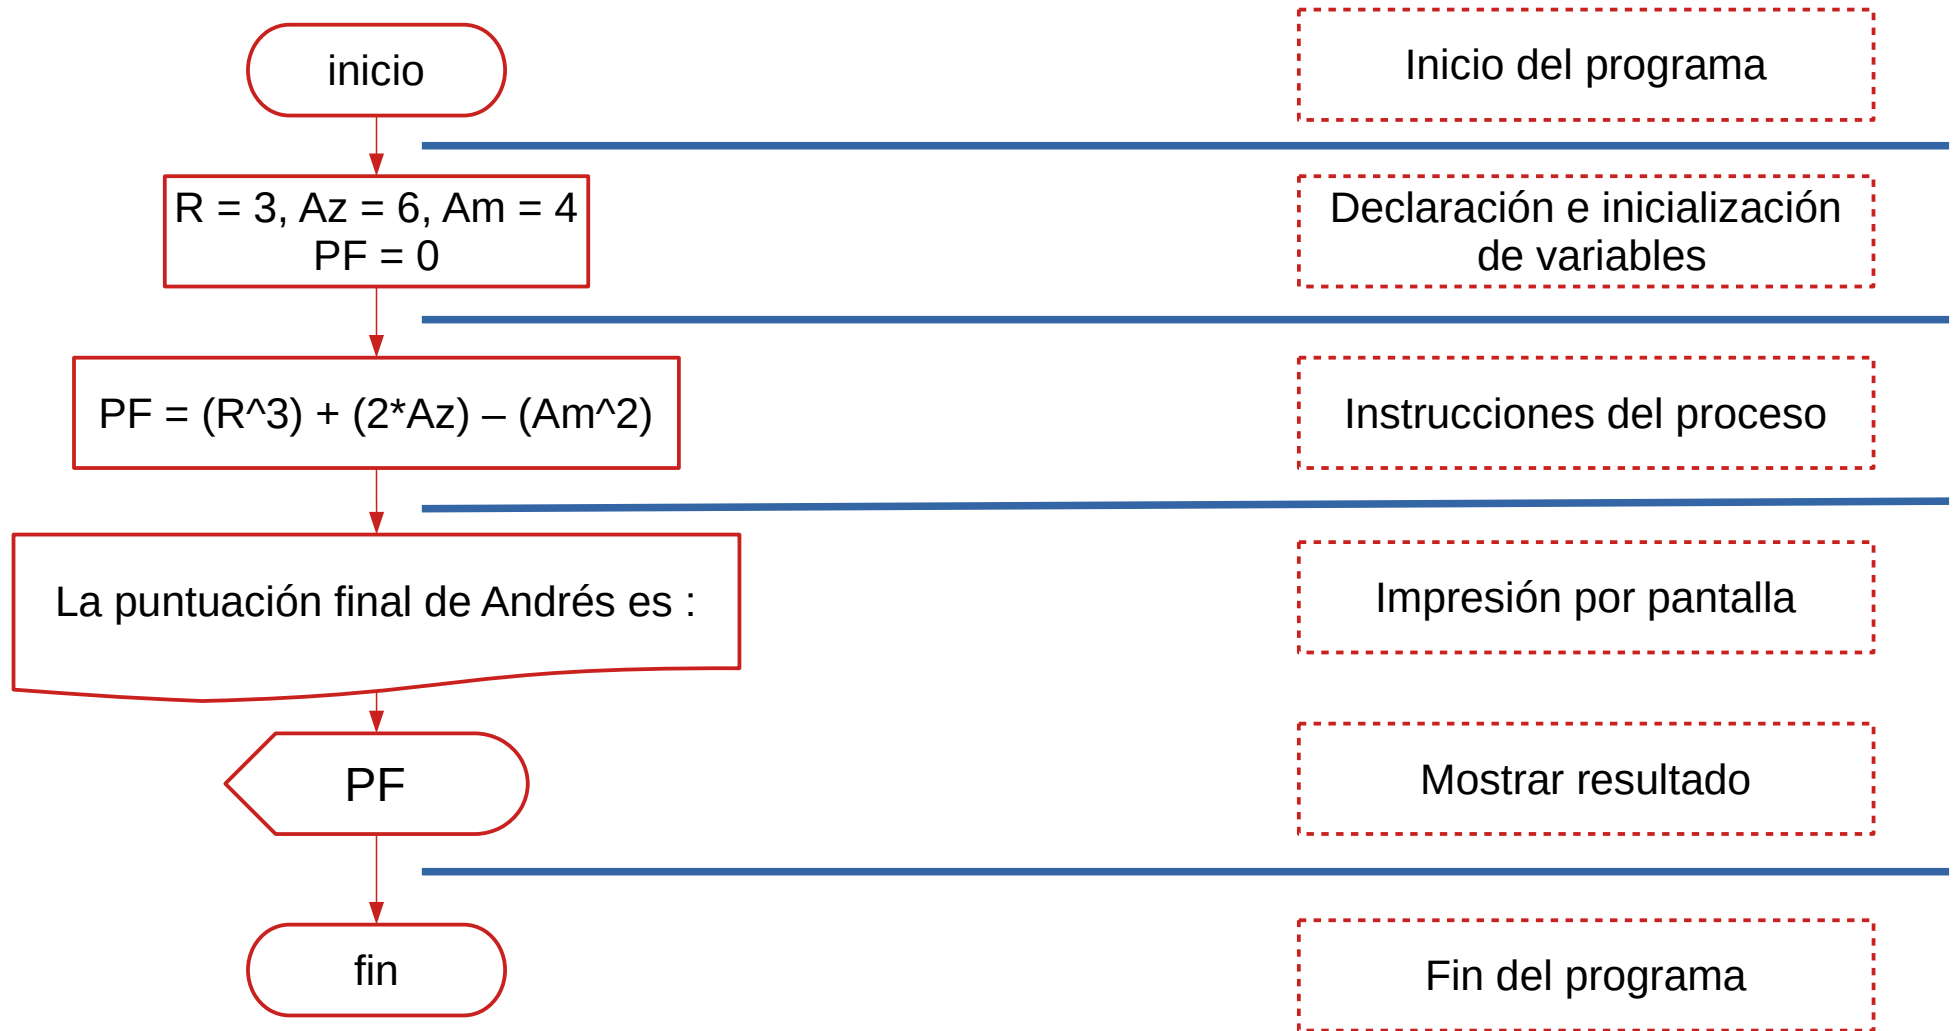 inicio
Inicio del programa
R = 3, Az = 6, Am = 4
PF = 0
Declaración e inicialización
de variables
PF = (R^3) + (2*Az) – (Am^2)
Instrucciones del proceso
La puntuación final de Andrés es :
Impresión por pantalla
PF
Mostrar resultado
fin
Fin del programa